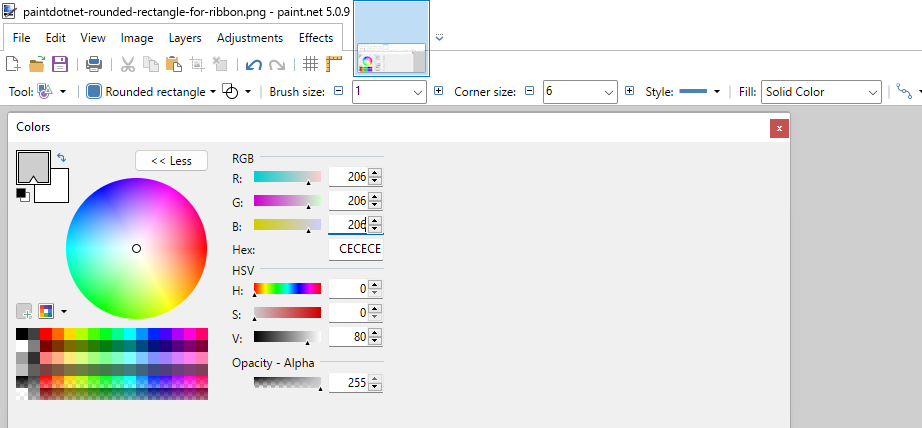 paintdotnet-rounded-rectangle-for-ribbon.png - paint.net 5.0.9
File Edit View Image Layers Adjustments Effects
Tool: Rounded rectangle Brush size: 1 Corner size: 6 Style: Fill: Solid Color
Colors x
<< Less
RGB
R: 206
G: 206
B: 206
Hex: CECECE
HSV
H: 0
S: 0
V: 80
Opacity - Alpha
255